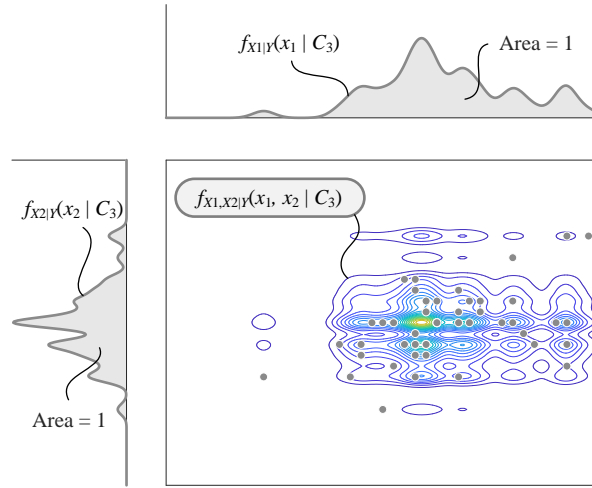 f_{X1|Y}(x_1 | C_3)
Area = 1
f_{X1,X2|Y}(x_1, x_2 | C_3)
f_{X2|Y}(x_2 | C_3)
Area = 1